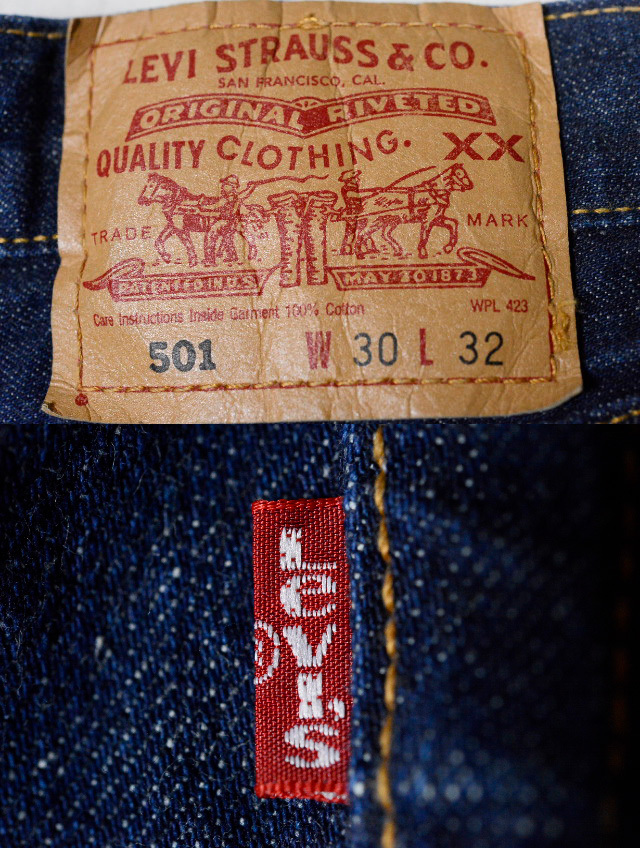 LEVI STRAUSS & CO.
SAN FRANCISCO, CAL.
ORIGINAL RIVETED
QUALITY CLOTHING. XX
TRADE MARK
PATENTED IN U.S. MAY 20 1873
Care Instructions Inside Garment 100% Cotton WPL 423
501 W 30 L 32
LeVI'S
®